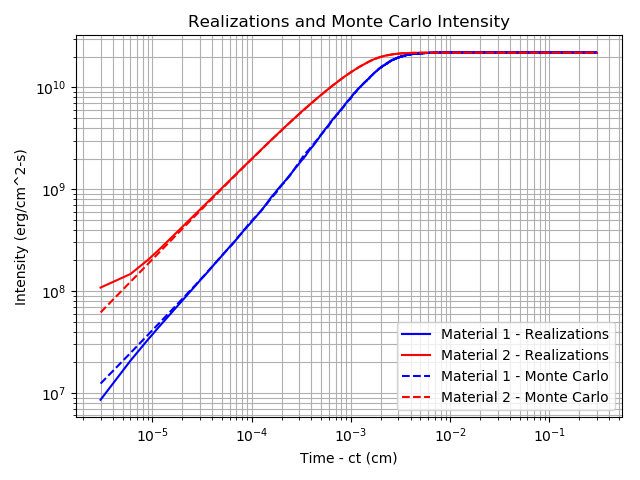 Realizations and Monte Carlo Intensity
Intensity (erg/cm^2-s)
10^10
10^9
10^8
10^7
Material 1 - Realizations
Material 2 - Realizations
Material 1 - Monte Carlo
Material 2 - Monte Carlo
10^−5 10^−4 10^−3 10^−2 10^−1
Time - ct (cm)